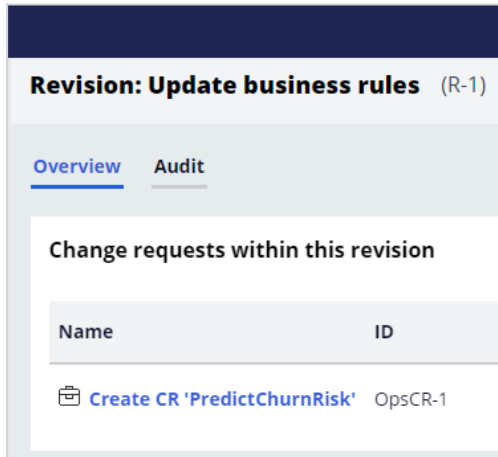 Revision: Update business rules (R-1)
Overview Audit
Change requests within this revision
Name ID
Create CR 'PredictChurnRisk' OpsCR-1